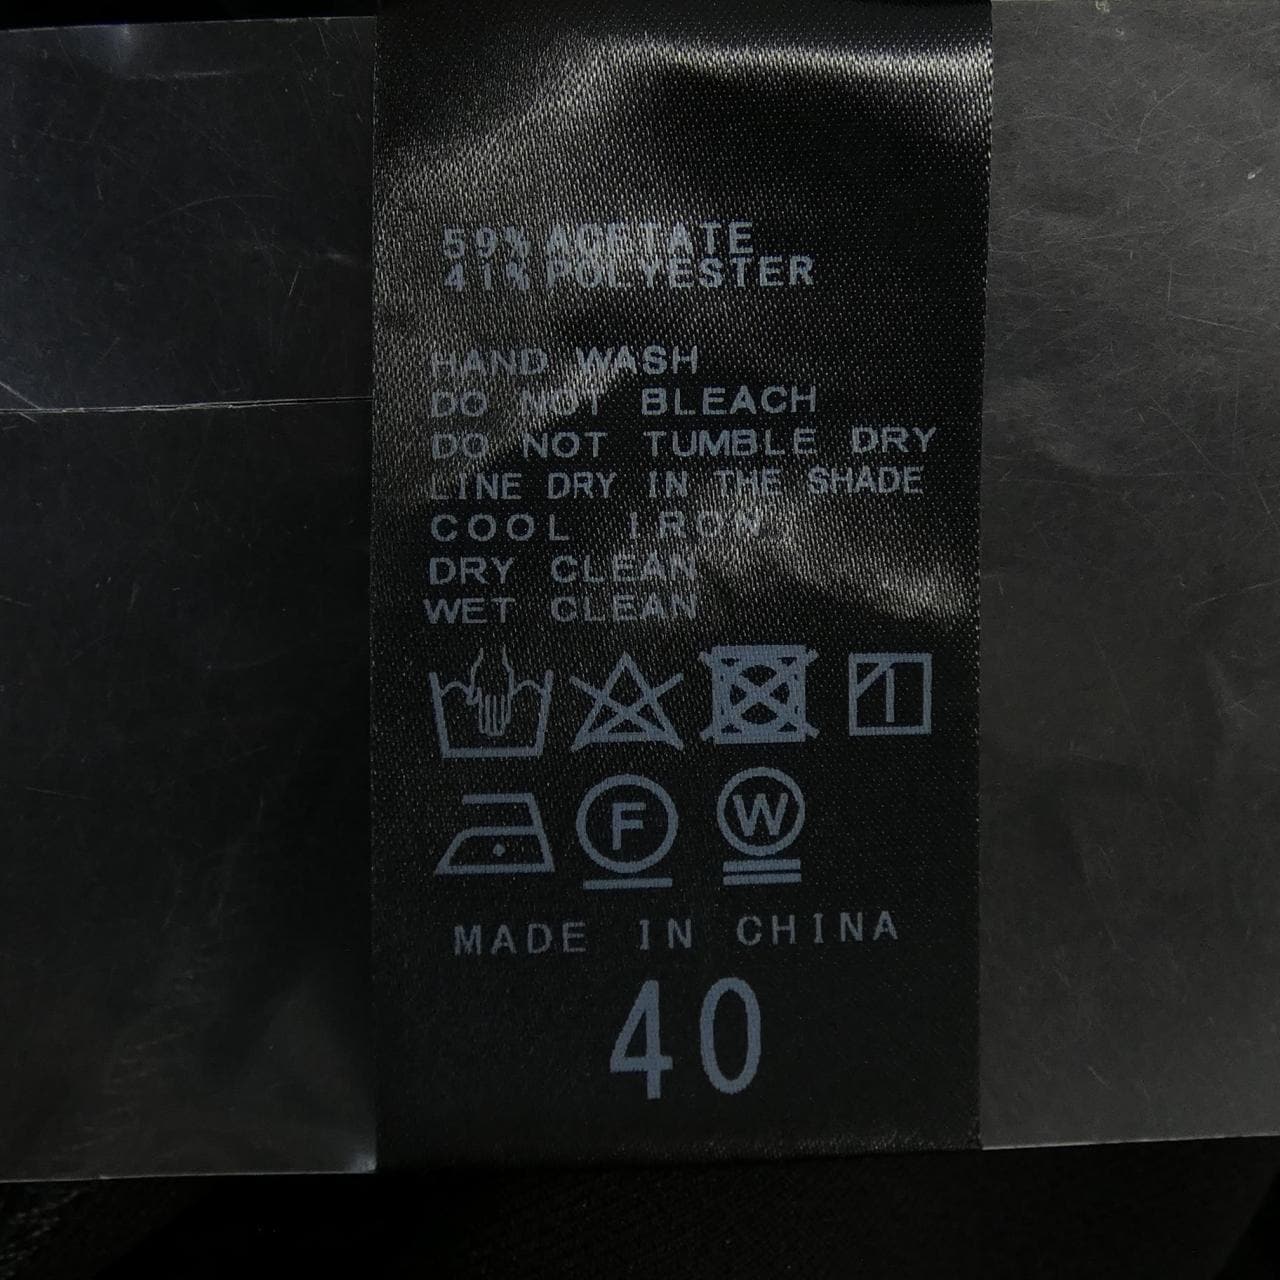 59% ACETATE
41% POLYESTER
HAND WASH
DO NOT BLEACH
DO NOT TUMBLE DRY
LINE DRY IN THE SHADE
COOL IRON
DRY CLEAN
WET CLEAN
F W
MADE IN CHINA
40